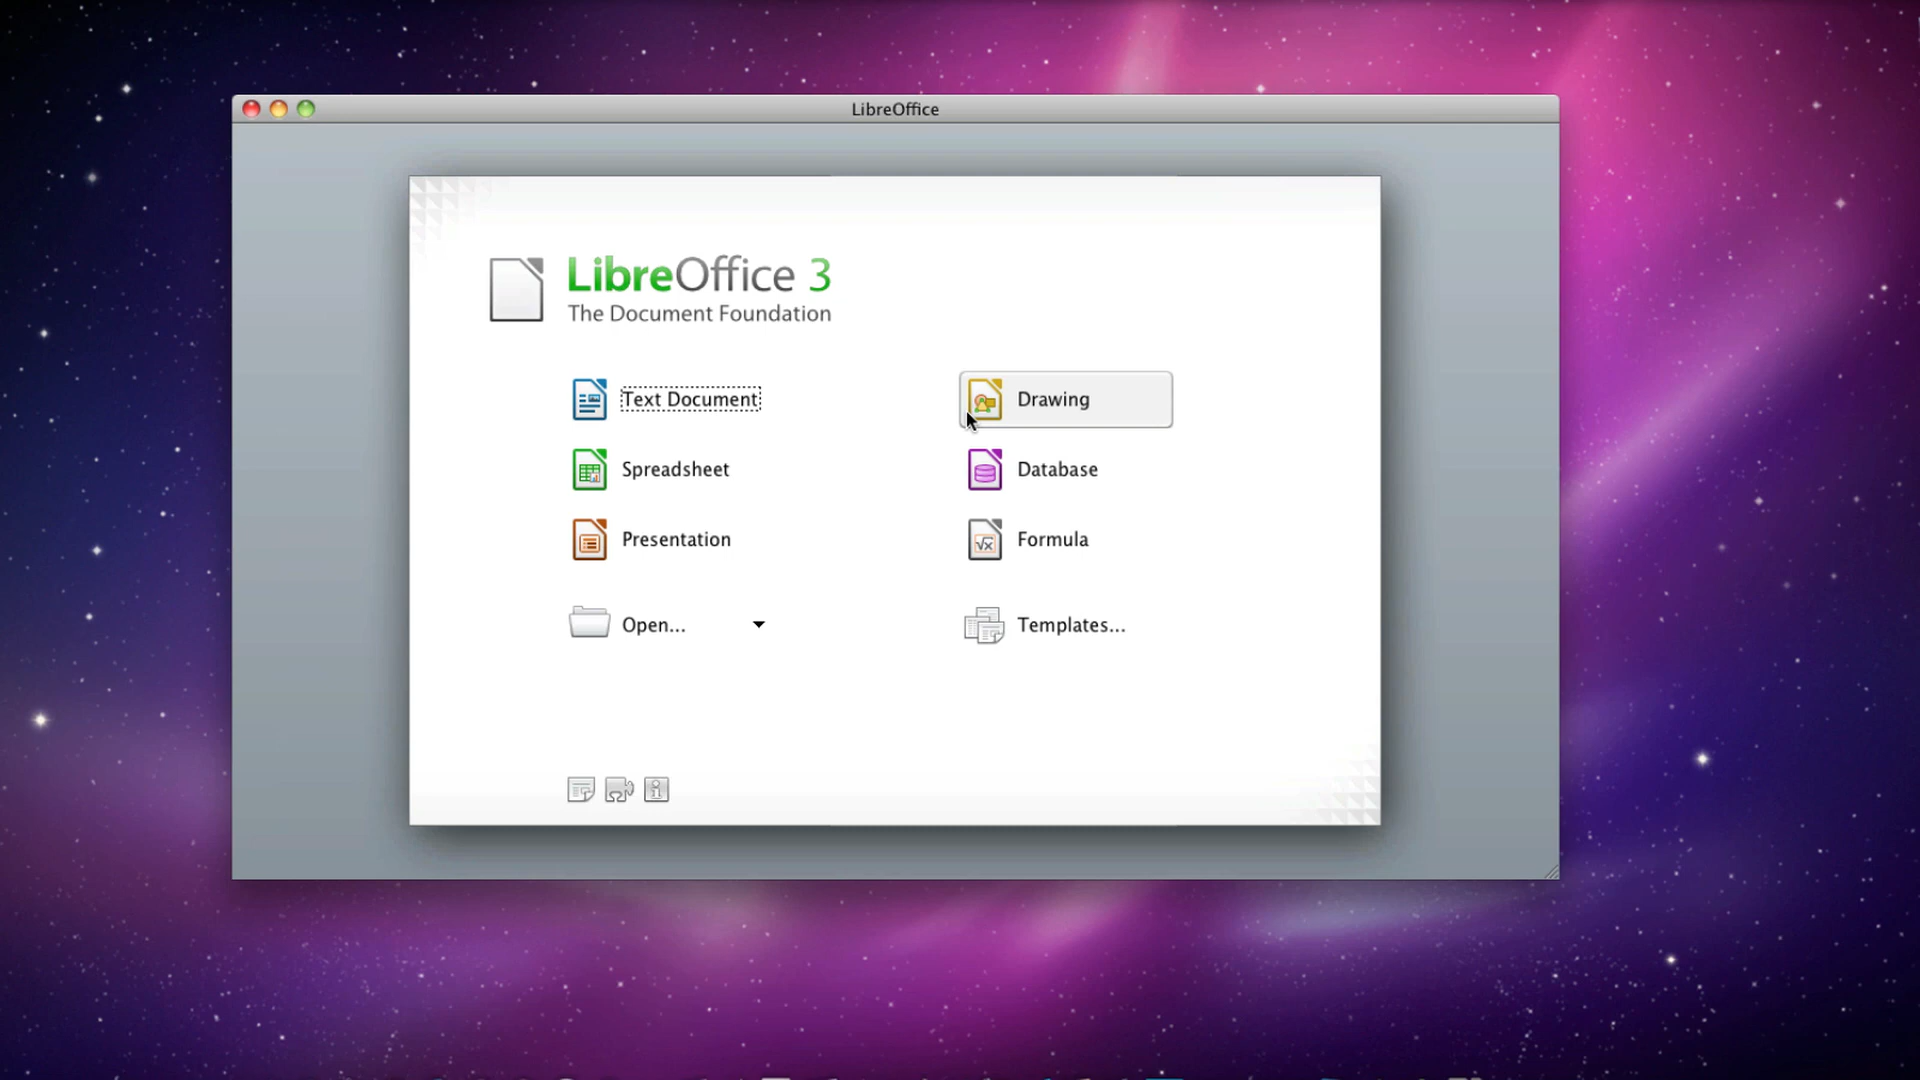 LibreOffice
LibreOffice 3
The Document Foundation
Text Document
Drawing
Spreadsheet
Database
Presentation
Formula
Open...
Templates...